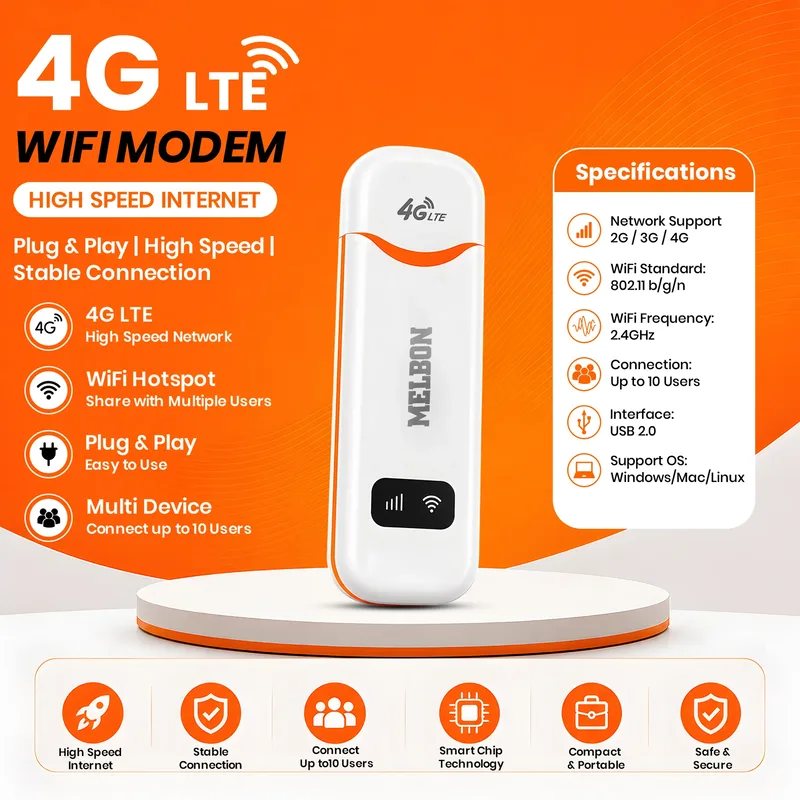 4G LTE
WIFI MODEM
HIGH SPEED INTERNET
Plug & Play | High Speed |
Stable Connection
4G
4G LTE
High Speed Network
WiFi Hotspot
Share with Multiple Users
Plug & Play
Easy to Use
Multi Device
Connect up to 10 Users
4G LTE
MELBON
Specifications
Network Support
2G / 3G / 4G
WiFi Standard:
802.11 b/g/n
WiFi Frequency:
2.4GHz
Connection:
Up to 10 Users
Interface:
USB 2.0
Support OS:
Windows/Mac/Linux
High Speed
Internet
Stable
Connection
Connect
Up to10 Users
Smart Chip
Technology
Compact
& Portable
Safe &
Secure